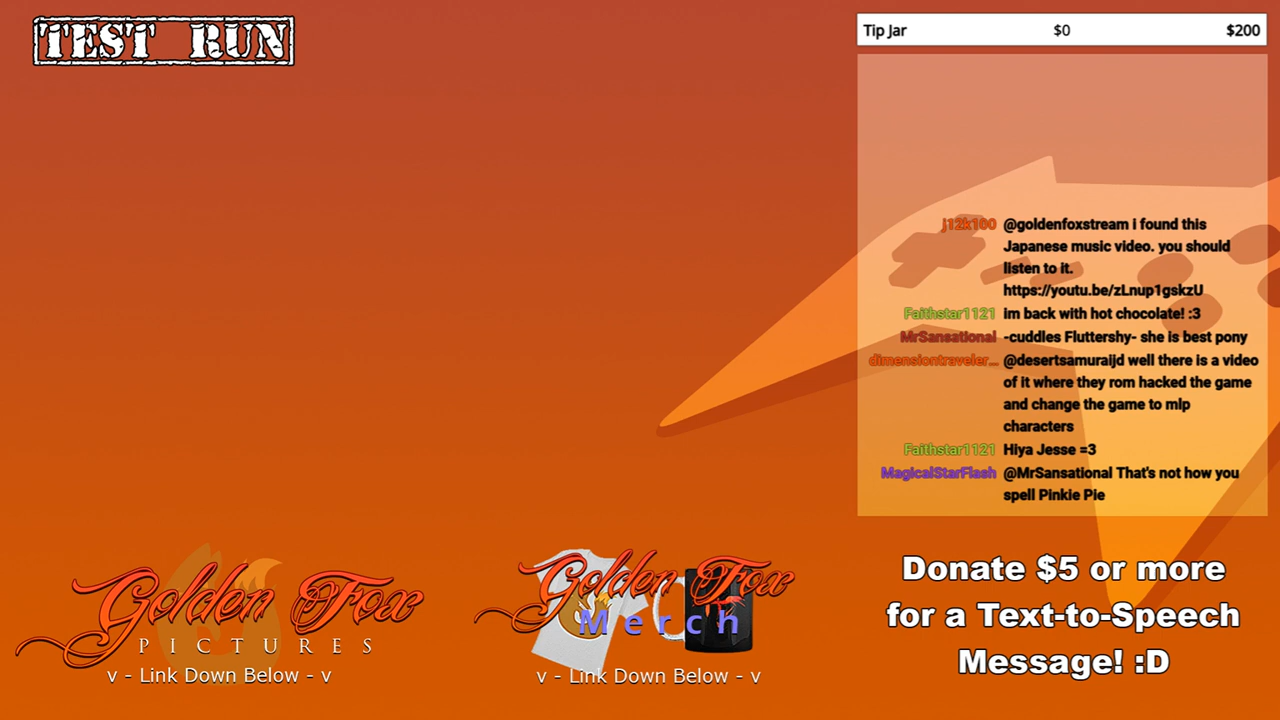 TEST RUN
Tip Jar $0 $200
j12k100 @goldenfoxstream i found this
Japanese music video. you should
listen to it.
https://youtu.be/zLnup1gskzU
Faithstar1121 im back with hot chocolate! :3
MrSansational -cuddles Fluttershy- she is best pony
dimensiontraveler... @desertsamuraijd well there is a video
of it where they rom hacked the game
and change the game to mlp
characters
Faithstar1121 Hiya Jesse =3
MagicalStarFlash @MrSansational That's not how you
spell Pinkie Pie
Golden Fox
PICTURES
v - Link Down Below - v
Golden Fox
Merch
v - Link Down Below - v
Donate $5 or more
for a Text-to-Speech
Message! :D